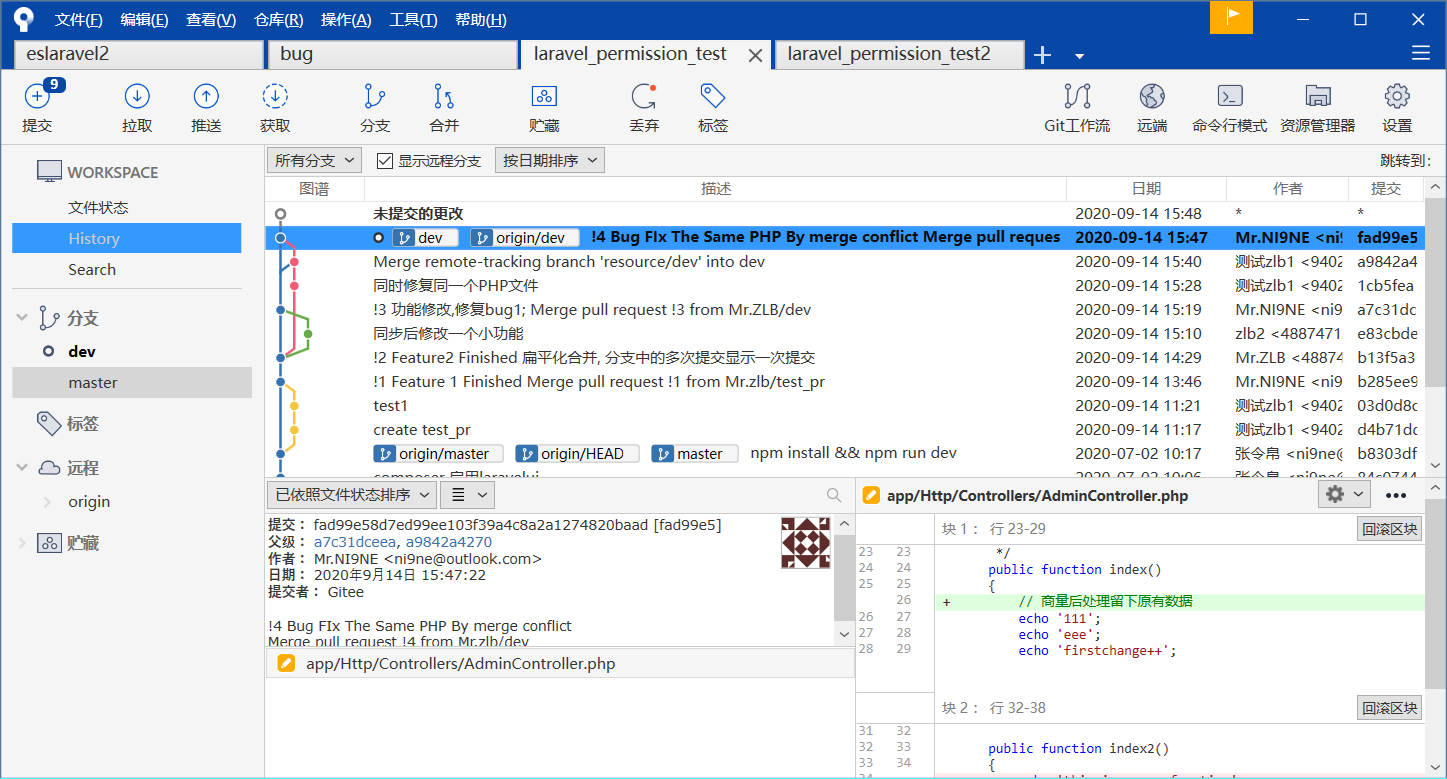 文件(F) 编辑(E) 查看(V) 仓库(R) 操作(A) 工具(T) 帮助(H)
eslaravel2 bug laravel_permission_test laravel_permission_test2
9
提交 拉取 推送 获取 分支 合并 贮藏 丢弃 标签 Git工作流 远端 命令行模式 资源管理器 设置
WORKSPACE
文件状态
History
Search
分支
dev
master
标签
远程
origin
贮藏
所有分支 显示远程分支 按日期排序 跳转到:
图谱 描述 日期 作者 提交
未提交的更改 2020-09-14 15:48 * *
dev origin/dev !4 Bug FIx The Same PHP By merge conflict Merge pull reques 2020-09-14 15:47 Mr.NI9NE <ni9 fad99e5
Merge remote-tracking branch 'resource/dev' into dev 2020-09-14 15:40 测试zlb1 <9402 a9842a4
同时修复同一个PHP文件 2020-09-14 15:28 测试zlb1 <9402 1cb5fea
!3 功能修改,修复bug1; Merge pull request !3 from Mr.ZLB/dev 2020-09-14 15:19 Mr.NI9NE <ni9 a7c31dc
同步后修改一个小功能 2020-09-14 15:10 zlb2 <4887471 e83cbde
!2 Feature2 Finished 扁平化合并, 分支中的多次提交显示一次提交 2020-09-14 14:29 Mr.ZLB <48874 b13f5a3
!1 Feature 1 Finished Merge pull request !1 from Mr.zlb/test_pr 2020-09-14 13:46 Mr.NI9NE <ni9 b285ee9
test1 2020-09-14 11:21 测试zlb1 <9402 03d0d8c
create test_pr 2020-09-14 11:17 测试zlb1 <9402 d4b71dc
origin/master origin/HEAD master npm install && npm run dev 2020-07-02 10:17 张令帛 <ni9ne@ b8303df
已依照文件状态排序
提交： fad99e58d7ed99ee103f39a4c8a2a1274820baad [fad99e5]
父级： a7c31dceea, a9842a4270
作者： Mr.NI9NE <ni9ne@outlook.com>
日期： 2020年9月14日 15:47:22
提交者： Gitee
!4 Bug FIx The Same PHP By merge conflict
Merge pull request !4 from Mr.zlb/dev
app/Http/Controllers/AdminController.php
app/Http/Controllers/AdminController.php
块 1： 行 23-29 回滚区块
23 23 */
24 24 public function index()
25 25 {
26 + // 商量后处理留下原有数据
26 27 echo '111';
27 28 echo 'eee';
28 29 echo 'firstchange++';
块 2： 行 32-38 回滚区块
31 32
32 33 public function index2()
33 34 {